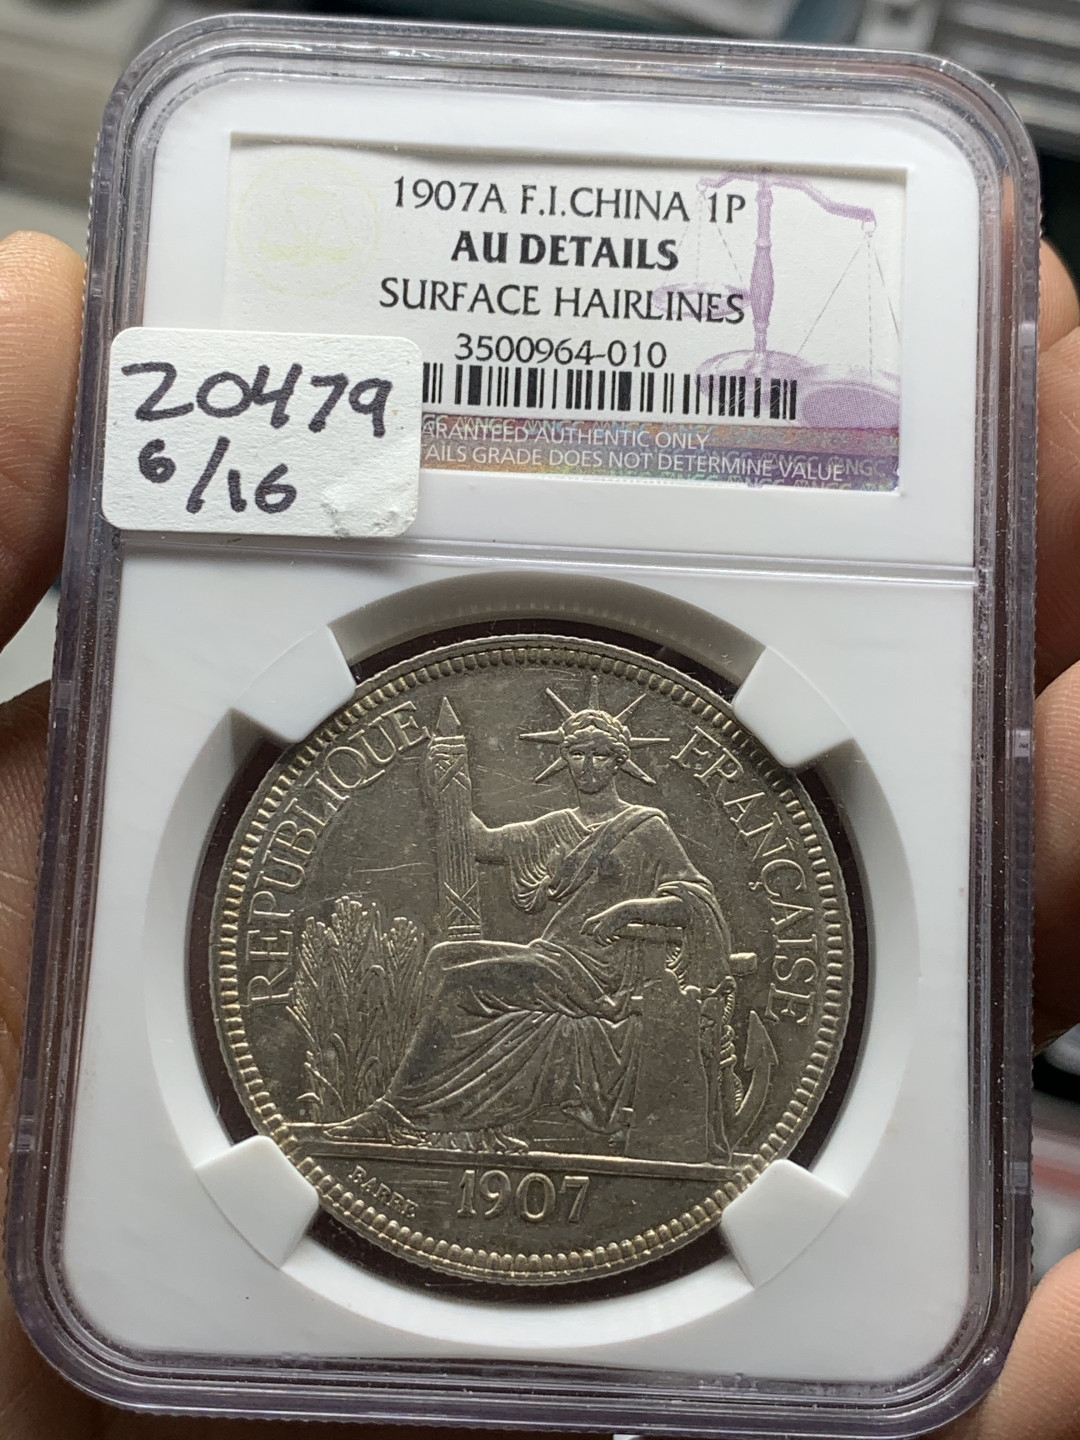 1907A F.I.CHINA 1P
AU DETAILS
SURFACE HAIRLINES
3500964-010
ARANTEED AUTHENTIC ONLY
AILS GRADE DOES NOT DETERMINE VALUE
20479
6/16
REPUBLIQUE FRANÇAISE
BARRE
1907